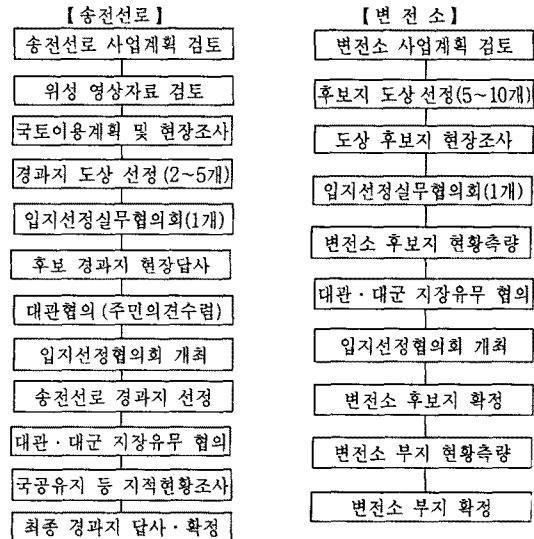 【송전선로】
송전선로 사업계획 검토
위성 영상자료 검토
국토이용계획 및 현장조사
경과지 도상 선정 (2~5개)
입지선정실무협의회(1개)
후보 경과지 현장답사
대관협의 (주민의견수렴)
입지선정협의회 개최
송전선로 경과지 선정
대관·대군 지장유무 협의
국공유지 등 지적현황조사
최종 경과지 답사·확정
【변 전 소】
변전소 사업계획 검토
후보지 도상 선정(5~10개)
도상 후보지 현장조사
입지선정실무협의회(1개)
변전소 후보지 현황측량
대관·대군 지장유무 협의
입지선정협의회 개최
변전소 후보지 확정
변전소 부지 현황측량
변전소 부지 확정